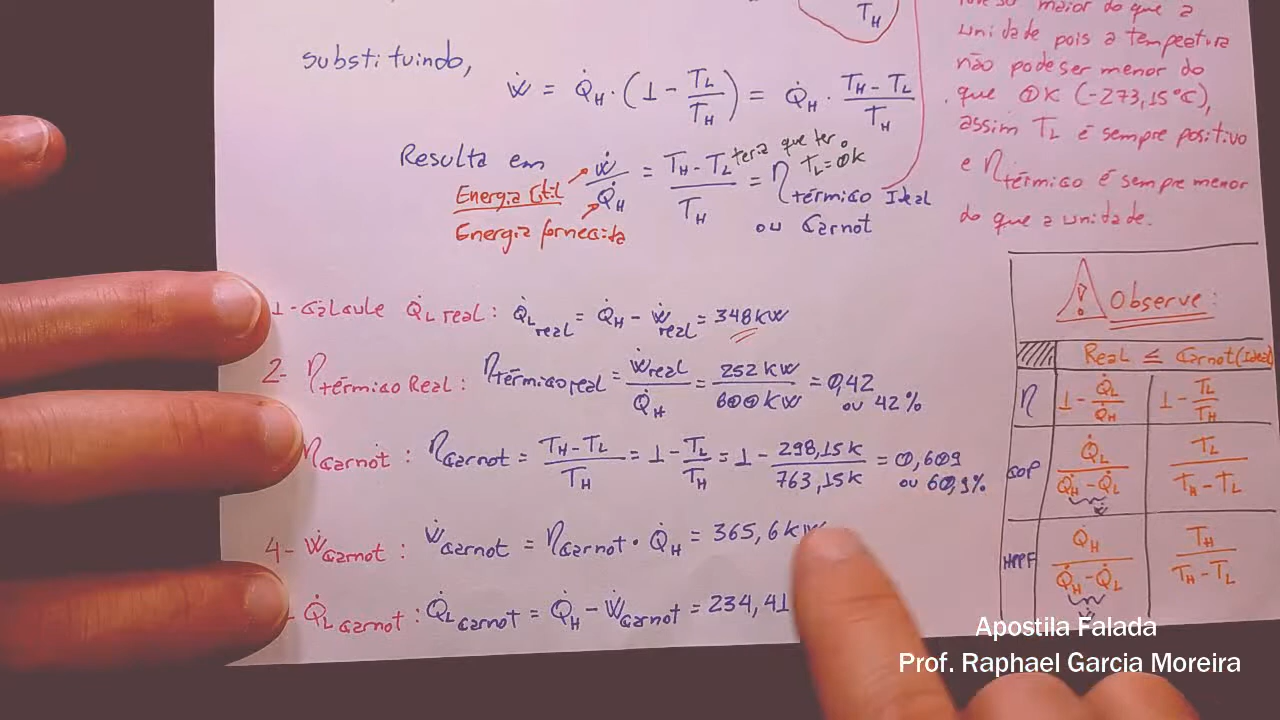 T_H
substituindo,
Ẇ = Q̇_H · (1 - T_L/T_H) = Q̇_H · (T_H - T_L)/T_H
Resulta em Ẇ/Q̇_H = (T_H - T_L)/T_H = η térmico Ideal
ou Carnot
teria que ter
T_L = 0K
Energia Útil
Energia fornecida
maior do que a
unidade pois a temperatura
não pode ser menor do
que 0K (-273,15°C),
assim T_L é sempre positivo
e η térmico é sempre menor
do que a unidade.
1- Calcule Q̇_L real: Q̇_L real = Q̇_H - Ẇ real = 348 kW
2- η térmico Real: η térmico real = Ẇreal/Q̇_H = 252 kW/600 kW = 0,42
ou 42%
η Carnot: η Carnot = (T_H - T_L)/T_H = 1 - T_L/T_H = 1 - 298,15K/763,15K = 0,609
ou 60,9%
4- Ẇ Carnot: Ẇ Carnot = η Carnot · Q̇_H = 365,6 kW
- Q̇_L Carnot: Q̇_L Carnot = Q̇_H - Ẇ Carnot = 234,41
! Observe:
Real ≤ Carnot (Ideal)
η 1 - Q̇_L/Q̇_H 1 - T_L/T_H
COP Q̇_L/(Q̇_H - Q̇_L) T_L/(T_H - T_L)
Ẇ
Q̇_H/(Q̇_H - Q̇_L) T_H/(T_H - T_L)
Ẇ
Apostila Falada
Prof. Raphael Garcia Moreira